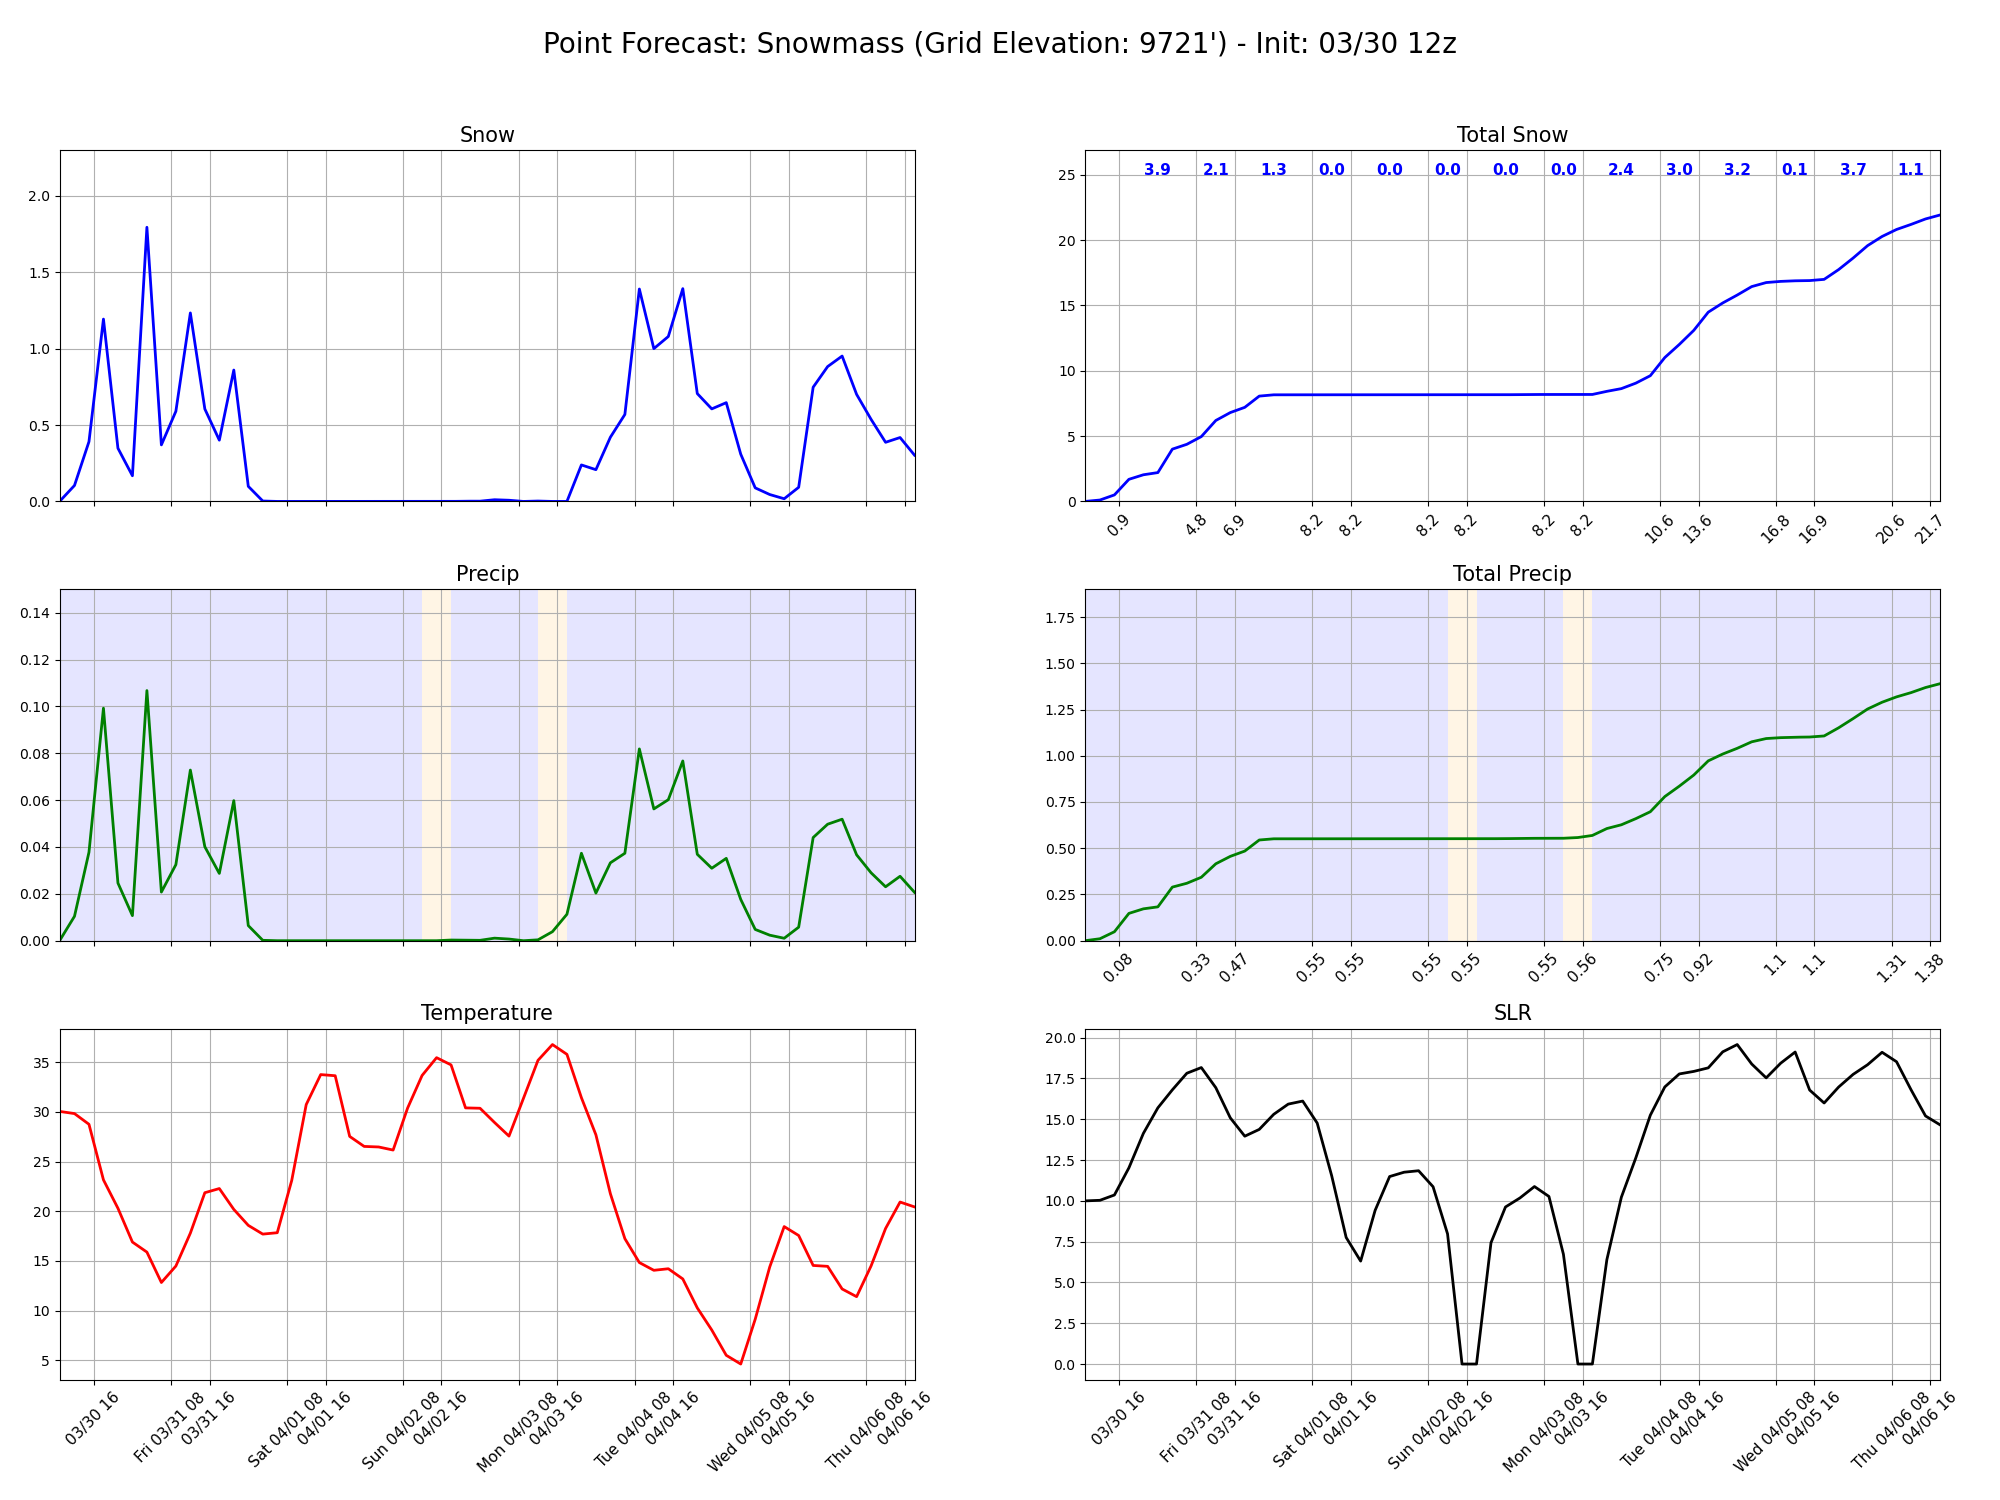 Point Forecast: Snowmass (Grid Elevation: 9721') - Init: 03/30 12z
Snow
2.0
1.5
1.0
0.5
0.0
Total Snow
3.9 2.1 1.3 0.0 0.0 0.0 0.0 0.0 2.4 3.0 3.2 0.1 3.7 1.1
25
20
15
10
5
0
0.9 4.8 6.9 8.2 8.2 8.2 8.2 8.2 8.2 10.6 13.6 16.8 16.9 20.6 21.7
Precip
0.14
0.12
0.10
0.08
0.06
0.04
0.02
0.00
Total Precip
1.75
1.50
1.25
1.00
0.75
0.50
0.25
0.00
0.08 0.33 0.47 0.55 0.55 0.55 0.55 0.55 0.56 0.75 0.92 1.1 1.1 1.31 1.38
Temperature
35
30
25
20
15
10
5
03/30 16
Fri 03/31 08
03/31 16
Sat 04/01 08
04/01 16
Sun 04/02 08
04/02 16
Mon 04/03 08
04/03 16
Tue 04/04 08
04/04 16
Wed 04/05 08
04/05 16
Thu 04/06 08
04/06 16
SLR
20.0
17.5
15.0
12.5
10.0
7.5
5.0
2.5
0.0
03/30 16
Fri 03/31 08
03/31 16
Sat 04/01 08
04/01 16
Sun 04/02 08
04/02 16
Mon 04/03 08
04/03 16
Tue 04/04 08
04/04 16
Wed 04/05 08
04/05 16
Thu 04/06 08
04/06 16